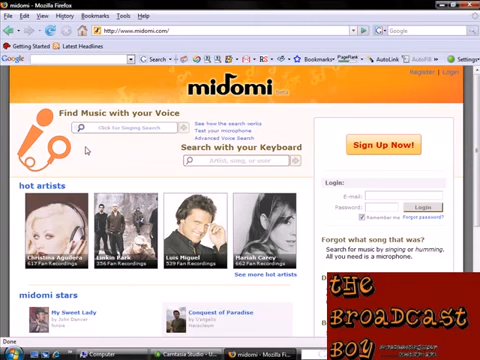 midomi - Mozilla Firefox
File Edit View History Bookmarks Tools Help
http://www.midomi.com/
Google
Getting Started Latest Headlines
Google Search Bookmarks PageRank AutoLink AutoFill Settings
Register | Login
midomi beta
Find Music with your Voice
Click for Singing Search
See how the search works
Test your microphone
Advanced Voice Search
Search with your Keyboard
Artist, song, or user
Sign Up Now!
hot artists
Christina Aguilera
617 Fan Recordings
Linkin Park
356 Fan Recordings
Luis Miguel
529 Fan Recordings
Mariah Carey
662 Fan Recordings
See more hot artists
Login:
E-mail:
Password:
Login
Remember me Forgot password?
Forgot what song that was?
Search for music by singing or humming.
All you need is a microphone.
midomi stars
My Sweet Lady
by John Denver
Conquest of Paradise
by Vangelis
tHE
BROADCAST
BOY
Done
Computer
Camtasia Studio - U...
midomi - Mozilla Fi...